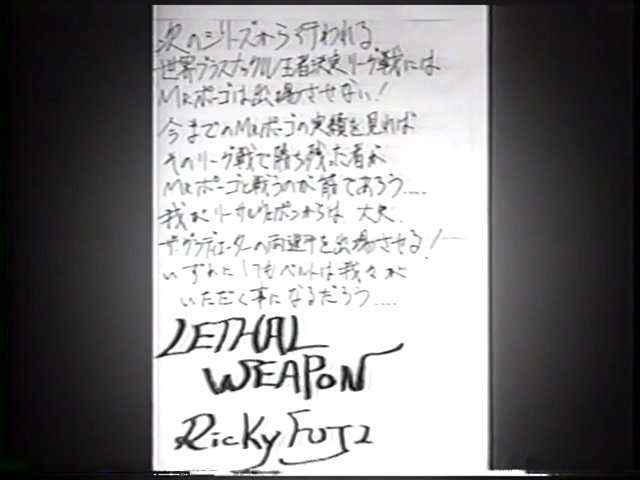 次のシリーズから行われる
世界ブラスナックル王者決定リーグ戦には
Mr.ポーゴは出場させない!
今までのMr.ポーゴの実績を見れば
そのリーグ戦で勝ち残った者が
Mr.ポーゴと戦うのが筋であろう....
我がリーサルウェポンからは、大矢、
ザ・グラディエーターの両選手を出場させる!
いずれにしてもベルトは我々が
いただく事になるだろう....
LETHAL
WEAPON
Ricky FUJI